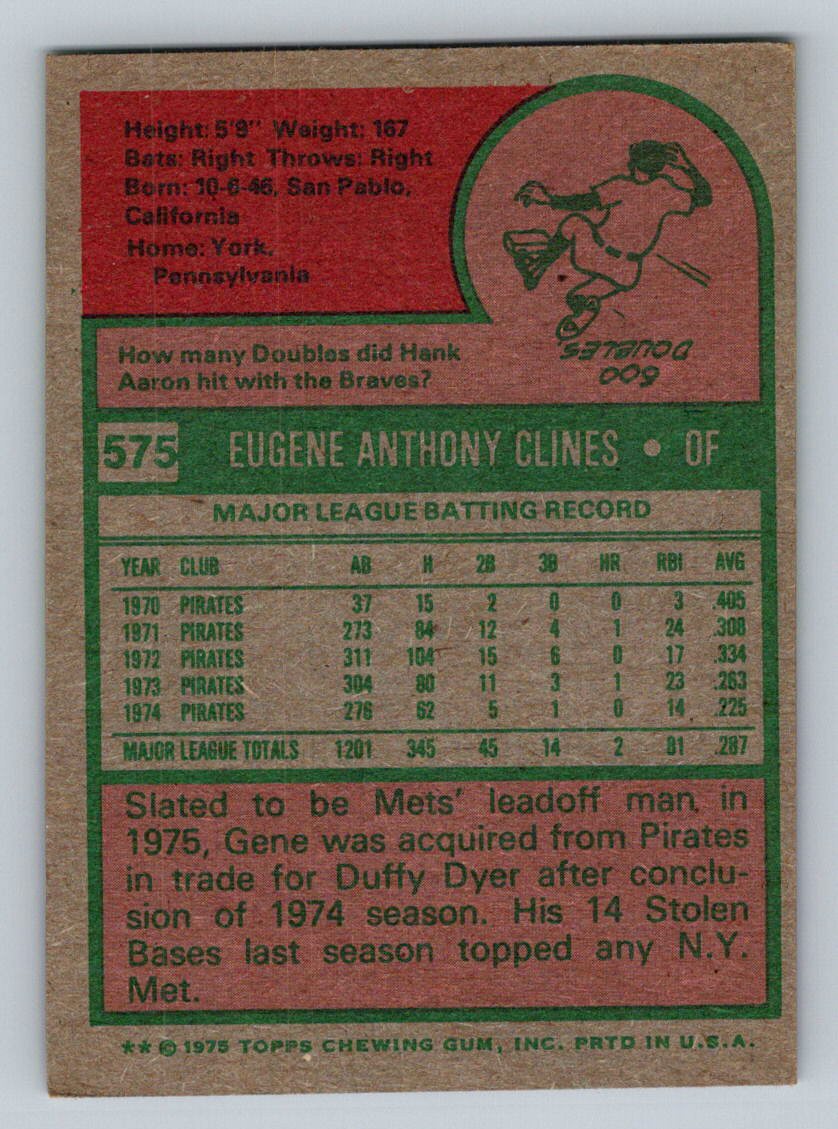 Height: 5'9" Weight: 167
Bats: Right Throws: Right
Born: 10-6-46, San Pablo,
California
Home: York,
Pennsylvania
How many Doubles did Hank
Aaron hit with the Braves?
600
DOUBLES
575 EUGENE ANTHONY CLINES • OF
MAJOR LEAGUE BATTING RECORD
YEAR CLUB AB H 2B 3B HR RBI AVG
1970 PIRATES 37 15 2 0 0 3 .405
1971 PIRATES 273 84 12 4 1 24 .308
1972 PIRATES 311 104 15 6 0 17 .334
1973 PIRATES 304 80 11 3 1 23 .263
1974 PIRATES 276 62 5 1 0 14 .225
MAJOR LEAGUE TOTALS 1201 345 45 14 2 81 .287
Slated to be Mets' leadoff man in
1975, Gene was acquired from Pirates
in trade for Duffy Dyer after conclu-
sion of 1974 season. His 14 Stolen
Bases last season topped any N.Y.
Met.
** © 1975 TOPPS CHEWING GUM, INC. PRTD IN U.S.A.